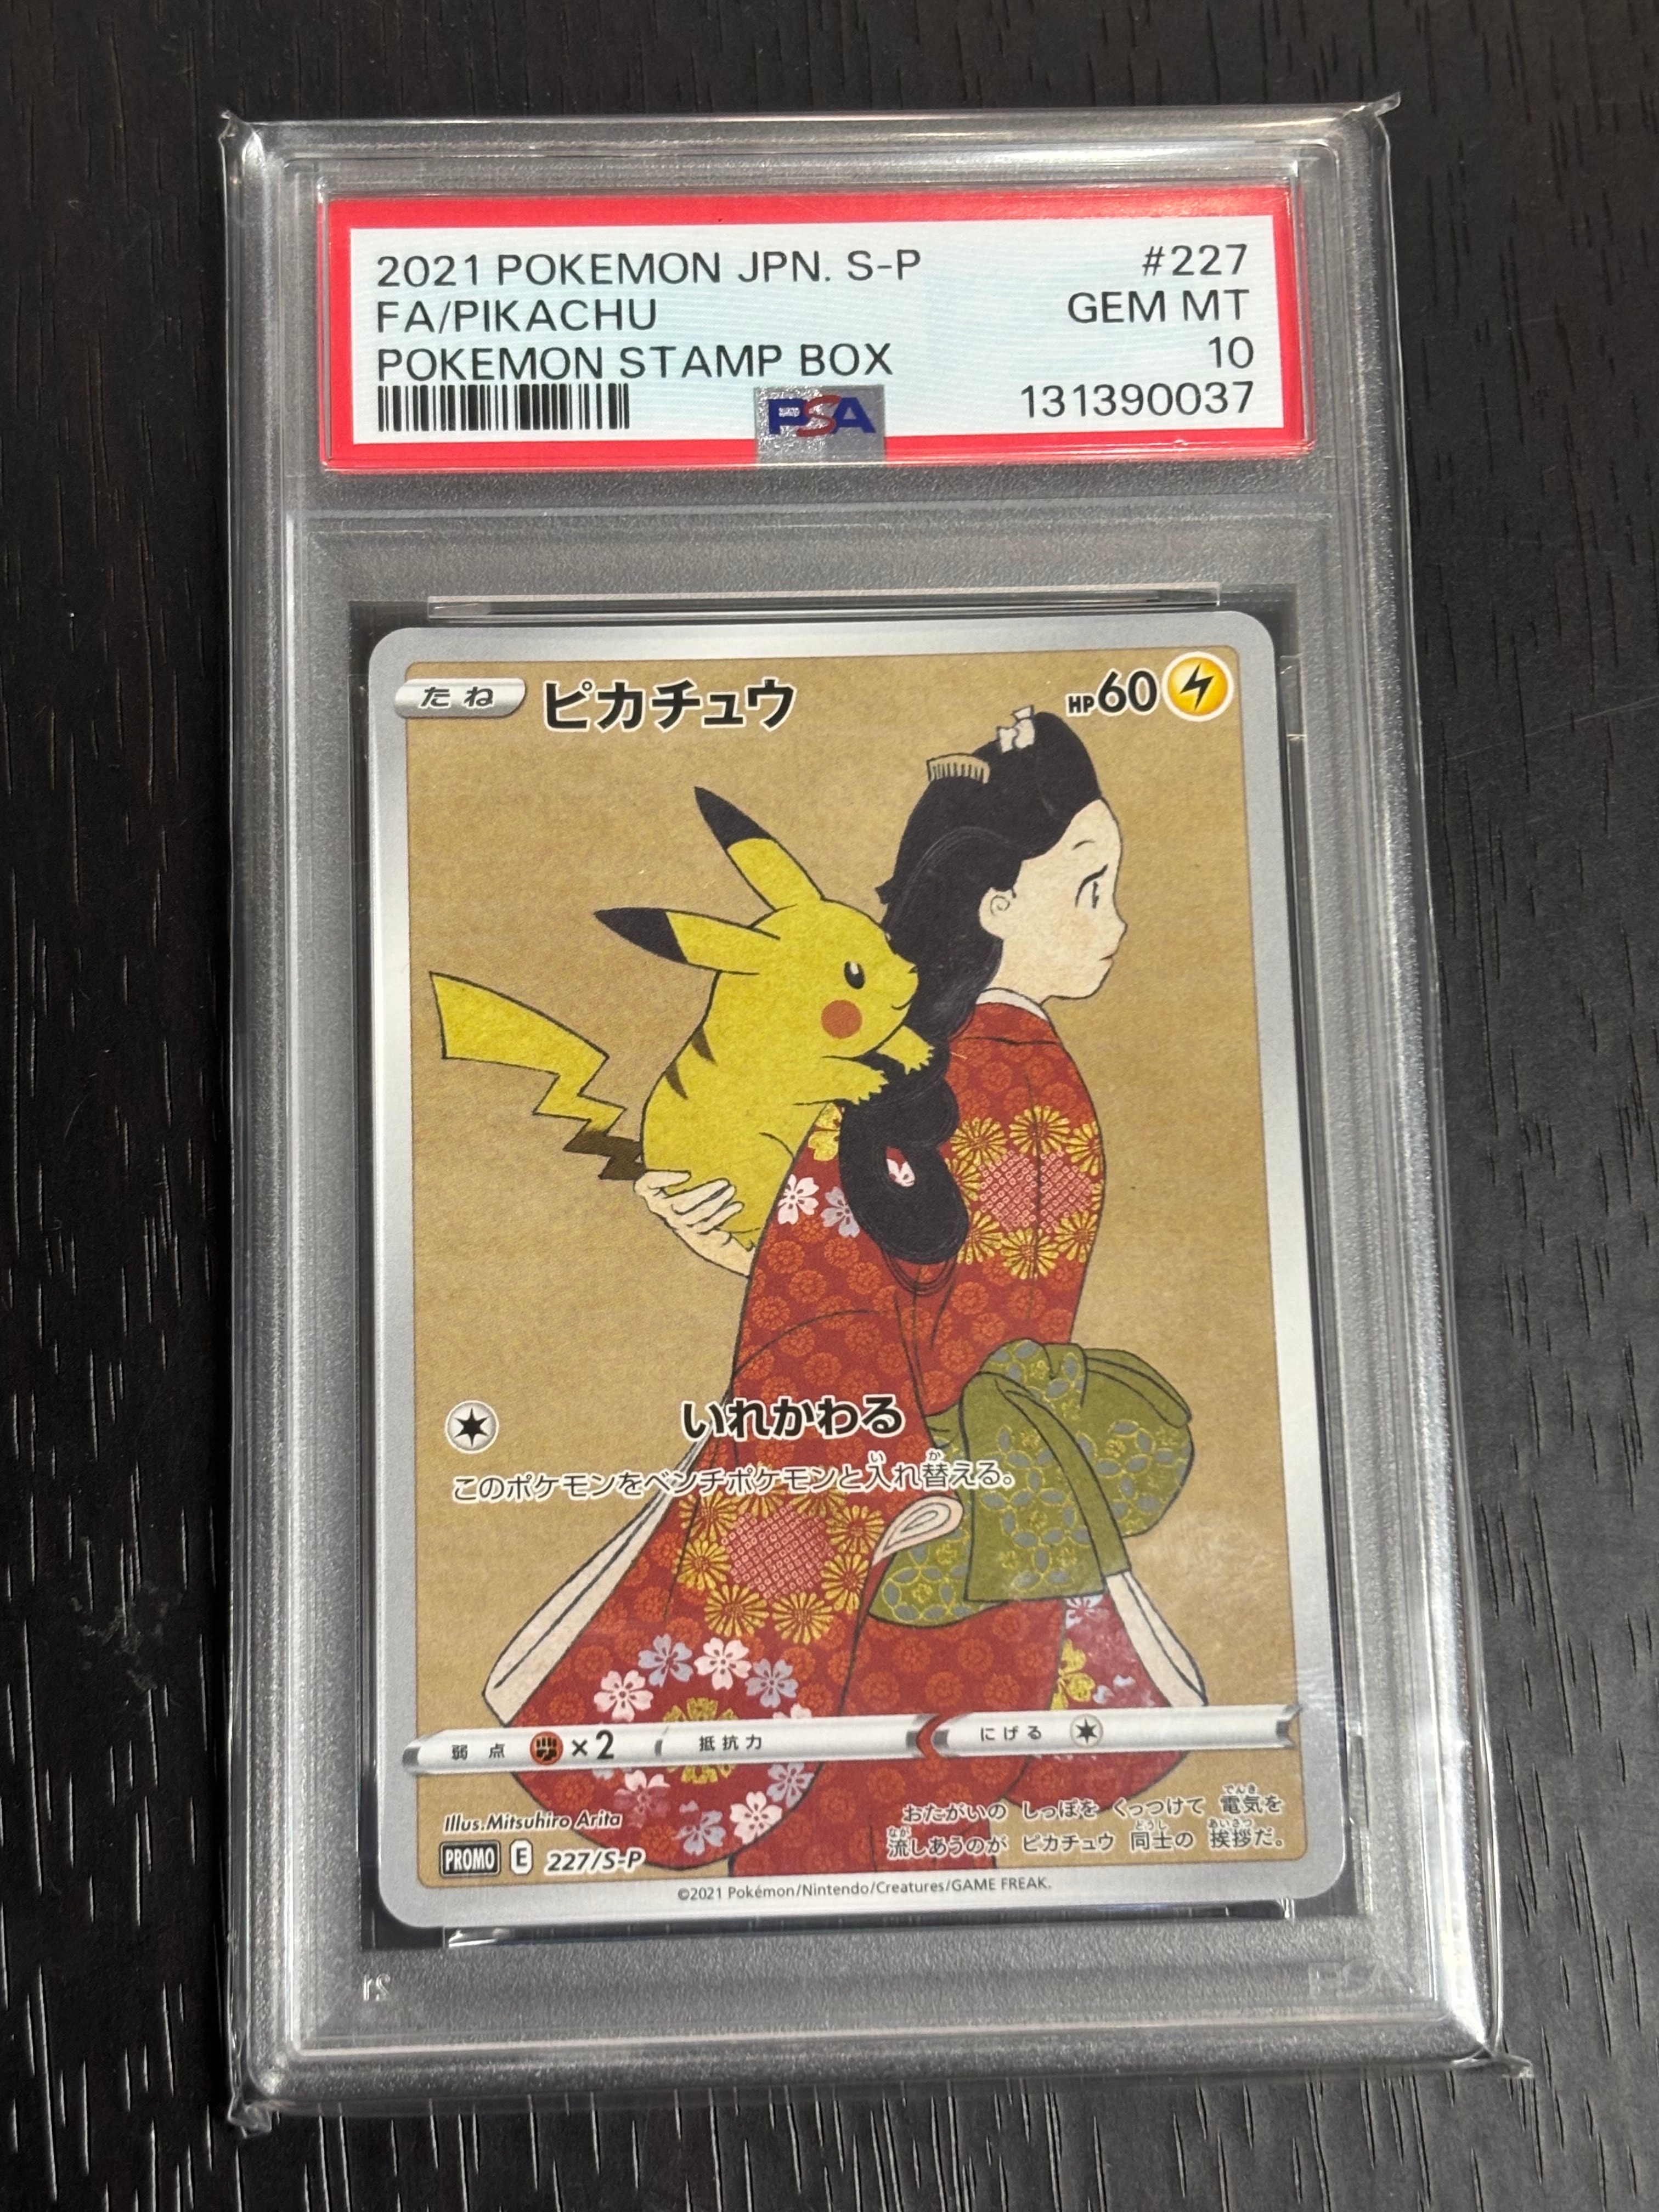 2021 POKEMON JPN. S-P #227
FA/PIKACHU GEM MT
POKEMON STAMP BOX 10
PSA 131390037
たね ピカチュウ HP60
いれかわる
このポケモンをベンチポケモンと入れ替える。
弱点 ×2 抵抗力 にげる
Illus.Mitsuhiro Arita
おたがいの しっぽを くっつけて 電気を
流しあうのが ピカチュウ 同士の 挨拶だ。
PROMO E 227/S-P
©2021 Pokémon/Nintendo/Creatures/GAME FREAK.